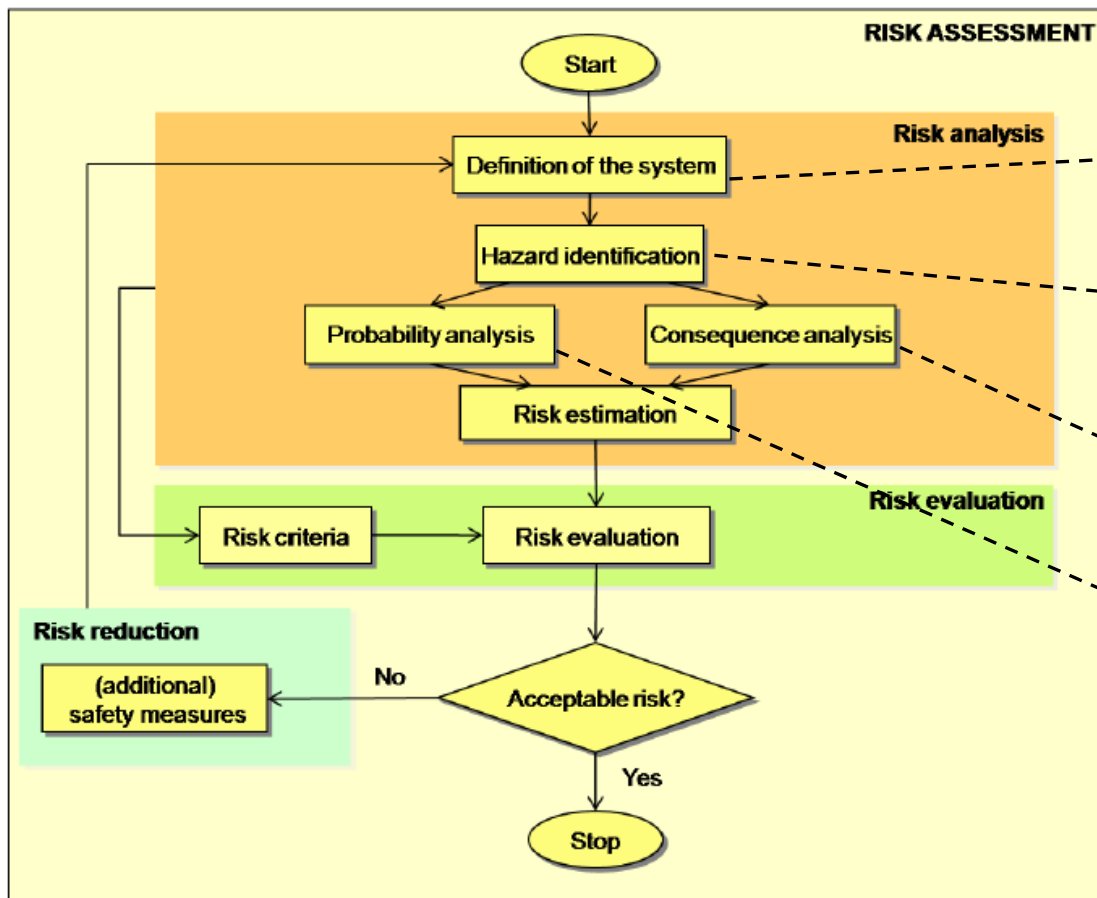 RISK ASSESSMENT
Start
Risk analysis
Definition of the system
Hazard identification
Probability analysis
Consequence analysis
Risk estimation
Risk evaluation
Risk criteria
Risk evaluation
Risk reduction
(additional)
safety measures
No
Acceptable risk?
Yes
Stop